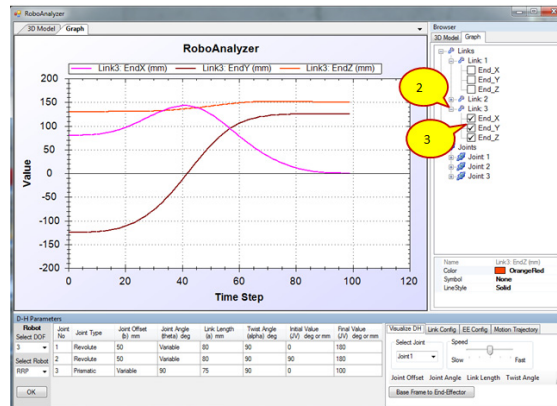 RoboAnalyzer
3D Model Graph
RoboAnalyzer
Link3: EndX (mm) Link3: EndY (mm) Link3: EndZ (mm)
Value
200
150
100
50
0
-50
-100
-150
-200
0 20 40 60 80 100 120
Time Step
Browser
3D Model Graph
Links
Link 1
End_X
End_Y
End_Z
Link 2
Link 3
End_X
End_Y
End_Z
Joints
Joint 1
Joint 2
Joint 3
2
3
Name Link3: EndZ (mm)
Color OrangeRed
Symbol None
LineStyle Solid
D-H Parameters
Robot
Select DOF
3
Select Robot
RRP
OK
Joint No Joint Type Joint Offset (b) mm Joint Angle (theta) deg Link Length (a) mm Twist Angle (alpha) deg Initial Value (JV) deg or mm Final Value (JV) deg or mm
1 Revolute 50 Variable 80 90 0 180
2 Revolute 50 Variable 80 90 90 180
3 Prismatic Variable 90 75 90 0 100
Visualize DH Link Config EE Config Motion Trajectory
Select Joint
Joint1
Speed
Slow Fast
Joint Offset Joint Angle Link Length Twist Angle
Base Frame to End-Effector